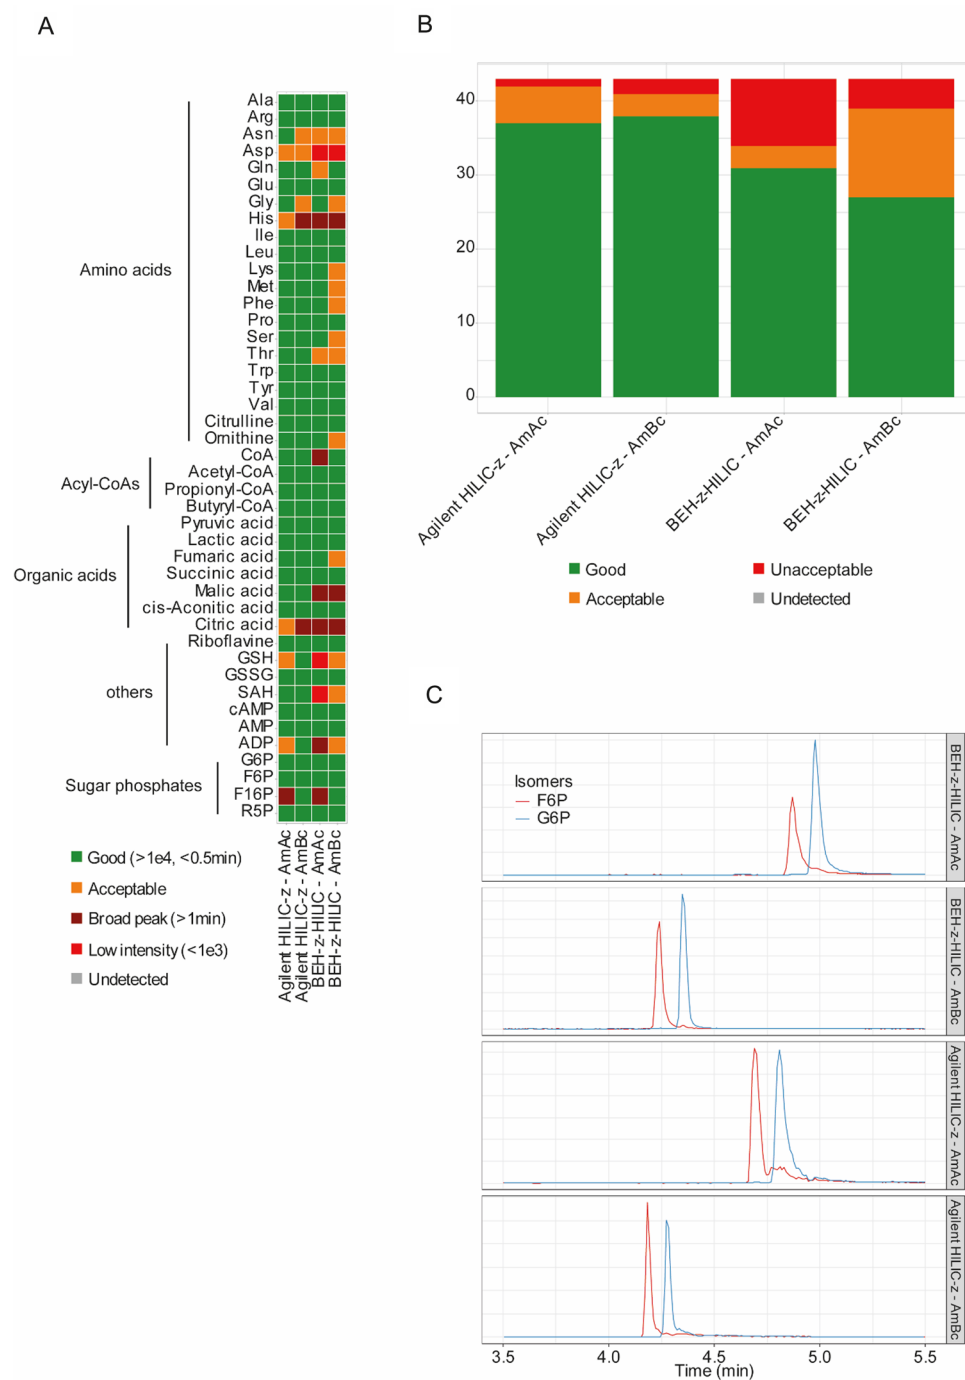 A
Ala
Arg
Asn
Asp
Gln
Glu
Gly
His
Ile
Leu
Lys
Met
Phe
Pro
Ser
Thr
Trp
Tyr
Val
Citrulline
Ornithine
CoA
Acetyl-CoA
Propionyl-CoA
Butyryl-CoA
Pyruvic acid
Lactic acid
Fumaric acid
Succinic acid
Malic acid
cis-Aconitic acid
Citric acid
Riboflavine
GSH
GSSG
SAH
cAMP
AMP
ADP
G6P
F6P
F16P
R5P
Amino acids
Acyl-CoAs
Organic acids
others
Sugar phosphates
Agilent HILIC-z - AmAc
Agilent HILIC-z - AmBc
BEH-z-HILIC - AmAc
BEH-z-HILIC - AmBc
Good (>1e4, <0.5min)
Acceptable
Broad peak (>1min)
Low intensity (<1e3)
Undetected
B
40
30
20
10
0
Agilent HILIC-z - AmAc
Agilent HILIC-z - AmBc
BEH-z-HILIC - AmAc
BEH-z-HILIC - AmBc
Good
Acceptable
Unacceptable
Undetected
C
Isomers
F6P
G6P
BEH-z-HILIC - AmAc
BEH-z-HILIC - AmBc
Agilent HILIC-z - AmAc
Agilent HILIC-z - AmBc
3.5 4.0 4.5 5.0 5.5
Time (min)